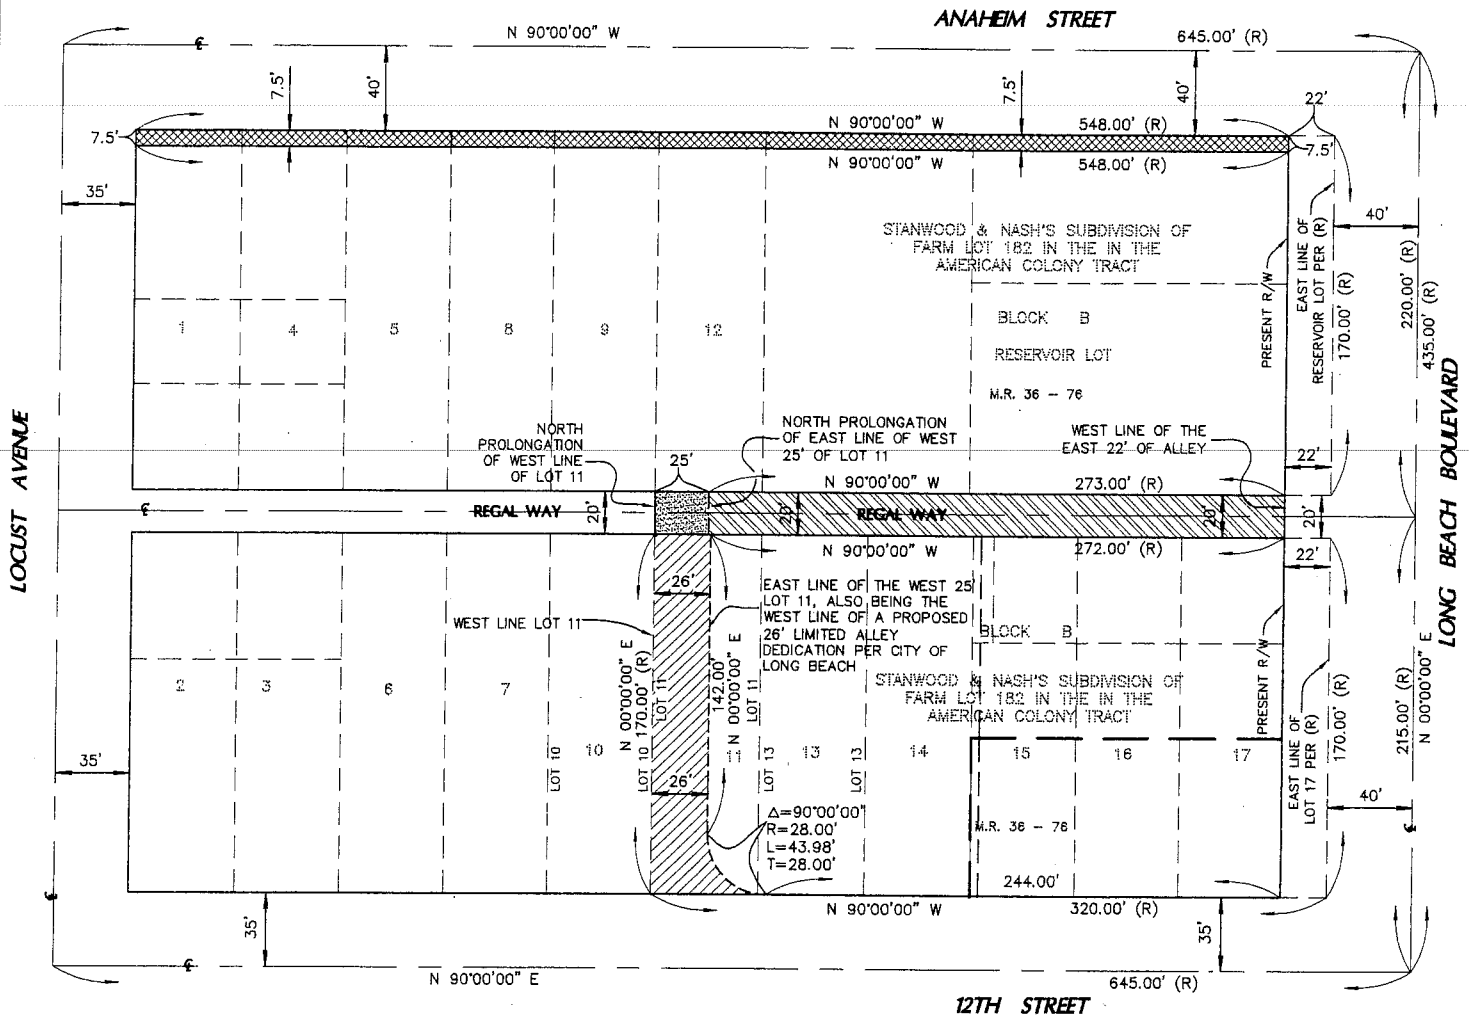 ANAHEIM STREET
N 90°00'00" W
645.00' (R)
℄
7.5'
40'
7.5'
40'
22'
7.5'
N 90°00'00" W
548.00' (R)
7.5'
N 90°00'00" W
548.00' (R)
35'
40'
STANWOOD & NASH'S SUBDIVISION OF
FARM LOT 182 IN THE IN THE
AMERICAN COLONY TRACT
PRESENT R/W
EAST LINE OF
RESERVOIR LOT PER (R)
170.00' (R)
220.00' (R)
435.00' (R)
1
4
5
8
9
12
BLOCK B
RESERVOIR LOT
M.R. 36 - 76
LOCUST AVENUE
LONG BEACH BOULEVARD
NORTH
PROLONGATION
OF WEST LINE
OF LOT 11
25'
NORTH PROLONGATION
OF EAST LINE OF WEST
25' OF LOT 11
WEST LINE OF THE
EAST 22' OF ALLEY
22'
N 90°00'00" W
273.00' (R)
℄
REGAL WAY
20'
20'
REGAL WAY
20'
20'
N 90°00'00" W
272.00' (R)
22'
26'
EAST LINE OF THE WEST 25'
LOT 11, ALSO BEING THE
WEST LINE OF A PROPOSED
26' LIMITED ALLEY
DEDICATION PER CITY OF
LONG BEACH
WEST LINE LOT 11
N 00°00'00" E
170.00' (R)
LOT 11
142.00'
N 00°00'00" E
LOT 11
BLOCK B
STANWOOD & NASH'S SUBDIVISION OF
FARM LOT 182 IN THE IN THE
AMERICAN COLONY TRACT
PRESENT R/W
EAST LINE OF
LOT 17 PER (R)
170.00' (R)
215.00' (R)
N 00°00'00" E
2
3
6
7
LOT 10
10
LOT 10
11
LOT 13
13
LOT 13
14
15
16
17
35'
26'
40'
Δ=90°00'00"
R=28.00'
L=43.98'
T=28.00'
M.R. 36 - 76
℄
244.00'
℄
N 90°00'00" W
320.00' (R)
35'
35'
℄
N 90°00'00" E
645.00' (R)
12TH STREET